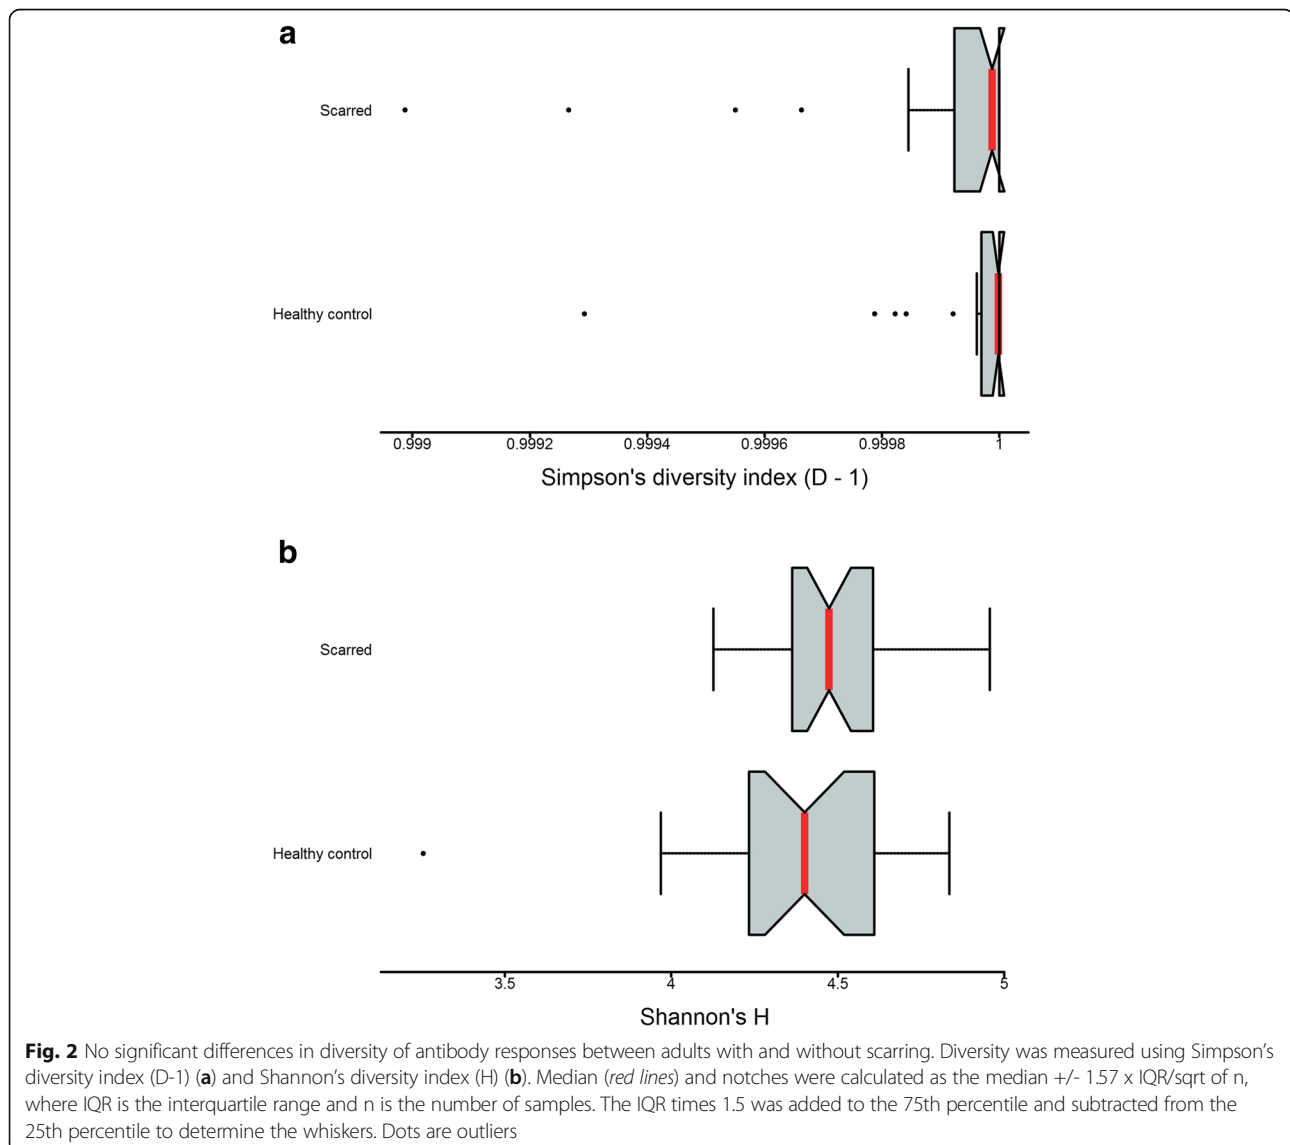 a
Scarred
Healthy control
0.999 0.9992 0.9994 0.9996 0.9998 1
Simpson's diversity index (D - 1)
b
Scarred
Healthy control
3.5 4 4.5 5
Shannon's H
Fig. 2 No significant differences in diversity of antibody responses between adults with and without scarring. Diversity was measured using Simpson's
diversity index (D-1) (a) and Shannon's diversity index (H) (b). Median (red lines) and notches were calculated as the median +/- 1.57 x IQR/sqrt of n,
where IQR is the interquartile range and n is the number of samples. The IQR times 1.5 was added to the 75th percentile and subtracted from the
25th percentile to determine the whiskers. Dots are outliers